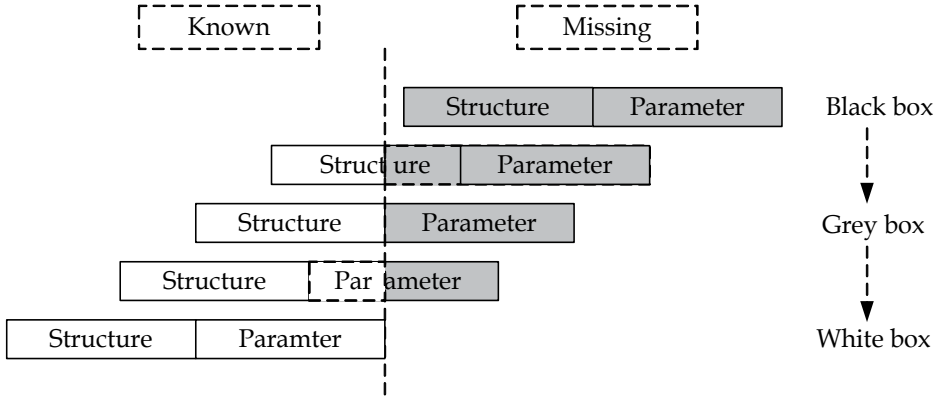 Known
Missing
Structure Parameter Black box
Struct ure Parameter
Structure Parameter Grey box
Structure Par ameter
Structure Paramter White box